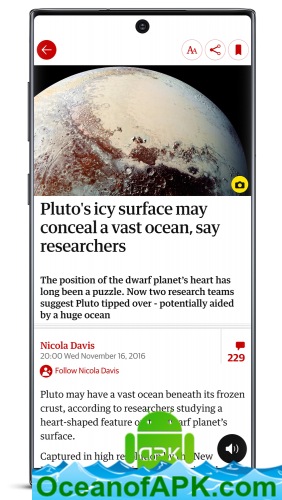 AA
Pluto's icy surface may
conceal a vast ocean, say
researchers
The position of the dwarf planet's heart has
long been a puzzle. Now two research teams
suggest Pluto tipped over - potentially aided
by a huge ocean
Nicola Davis
20:00 Wed November 16, 2016
229
Follow Nicola Davis
Pluto may have a vast ocean beneath its frozen
crust, according to researchers studying a
heart-shaped feature o dwarf planet's
surface.
Captured in high re the New
APK
OceanofAPK.com